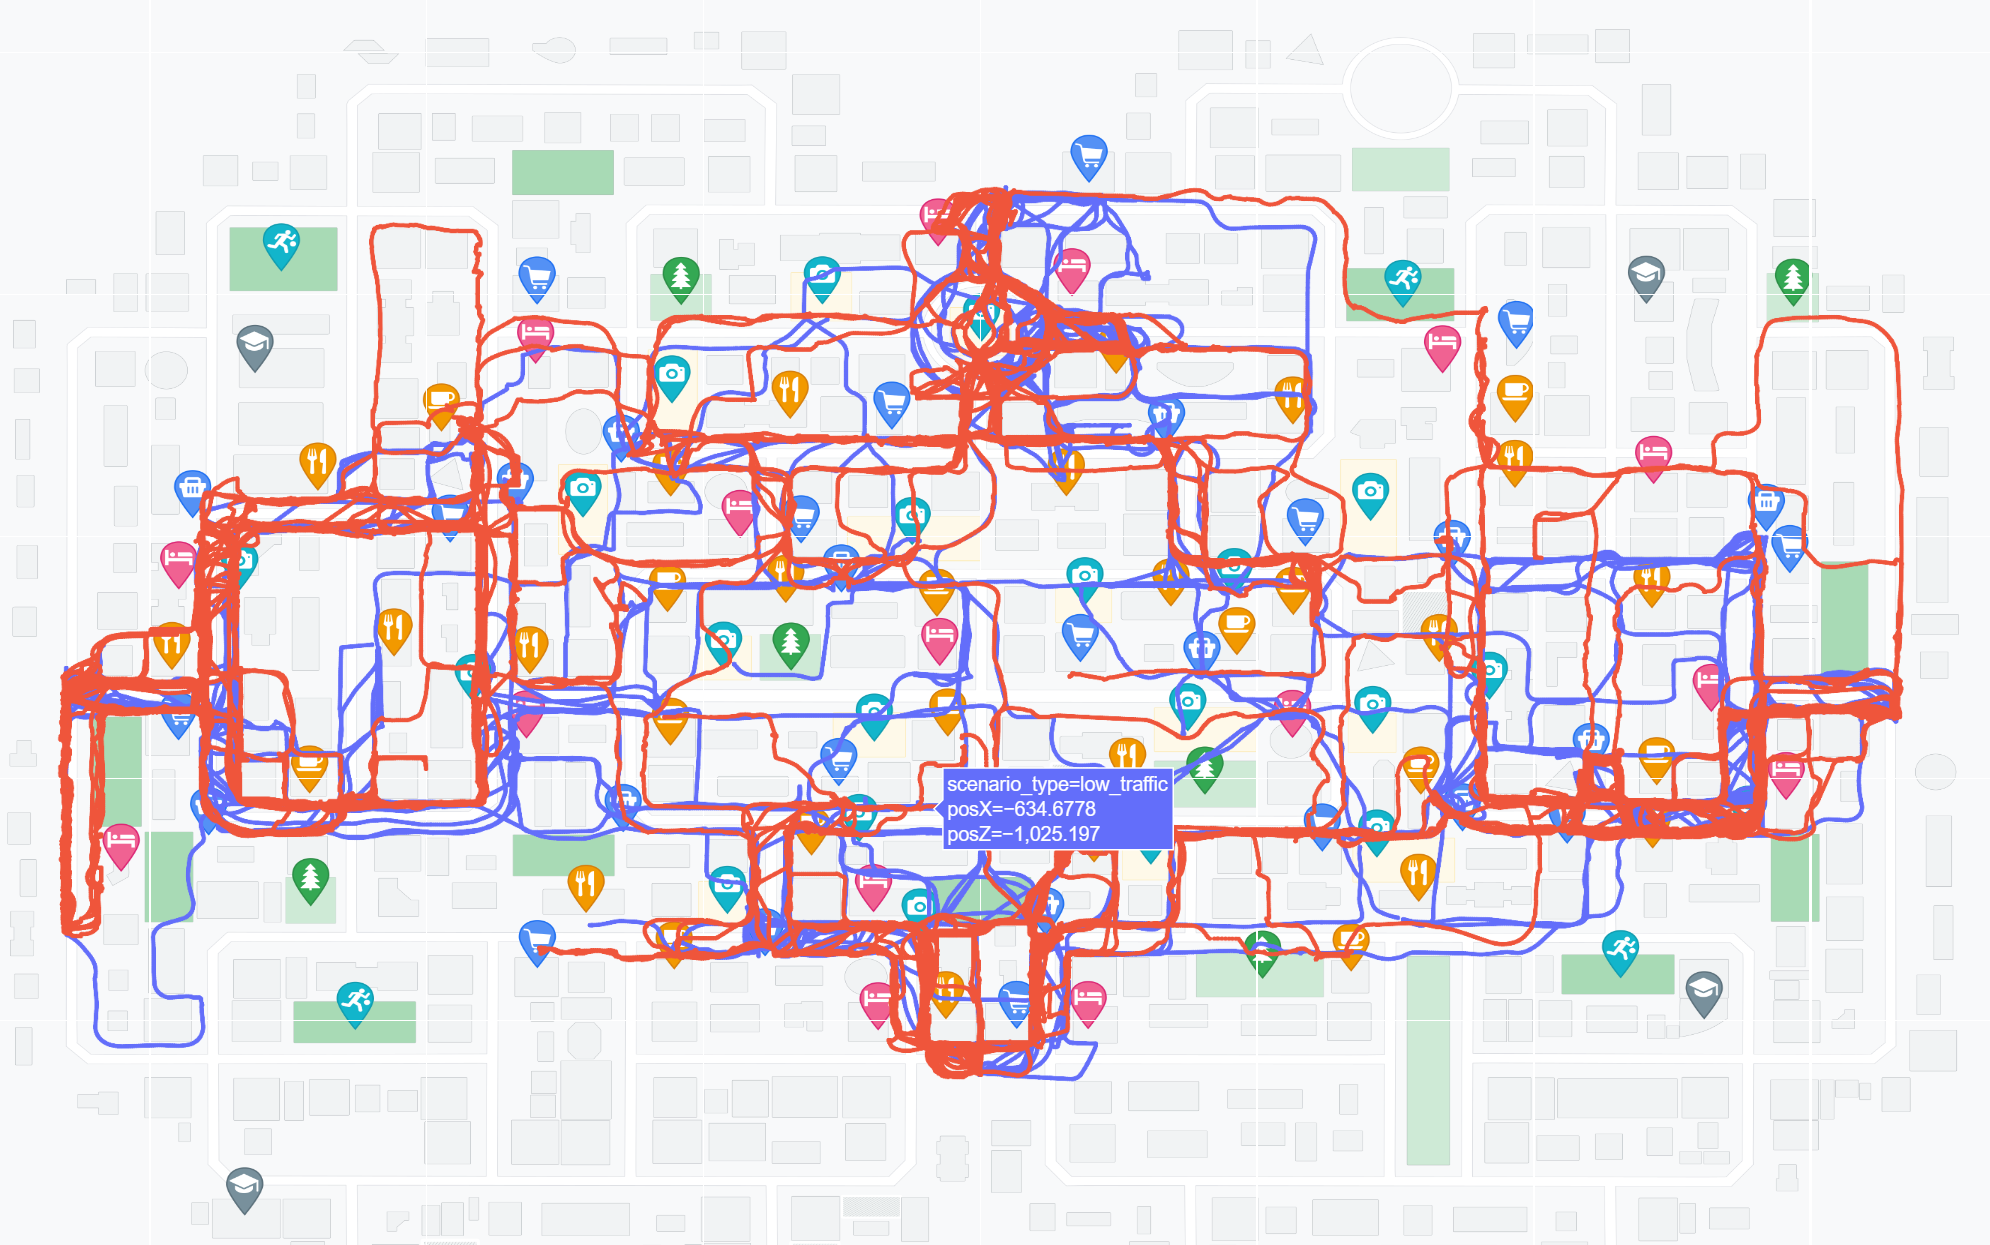 scenario_type=low_traffic
posX=−634.6778
posZ=−1,025.197